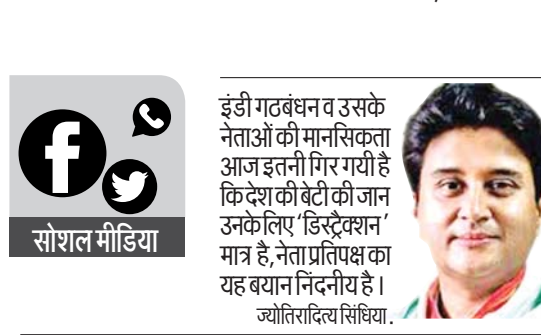 सोशल मीडिया
इंडी गठबंधन व उसके
नेताओं की मानसिकता
आज इतनी गिर गयी है
कि देश की बेटी की जान
उनके लिए ‘डिस्ट्रैक्शन ’
मात्र है, नेता प्रतिपक्ष का
यह बयान निंदनीय है ।
ज्योतिरादित्य सिंधिया .